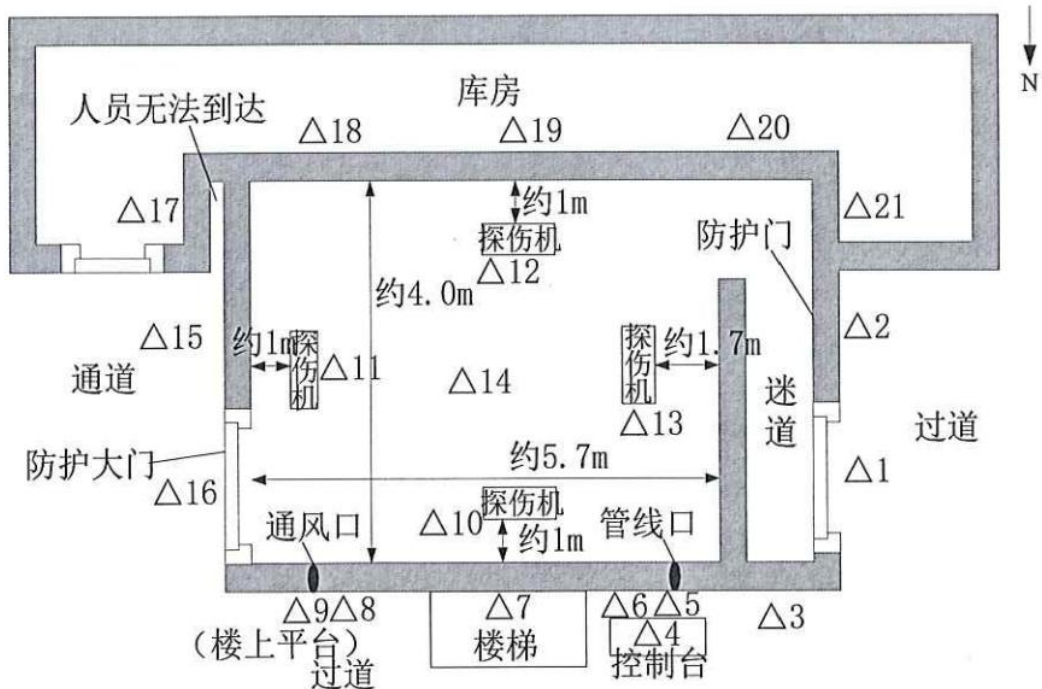 库房
N
人员无法到达
△18
△19
△20
△17
约1m
△21
探伤机
防护门
△12
约4.0m
△15
约1m
探伤机
△11
△14
探伤机
约1.7m
△2
通道
△13
迷道
过道
防护大门
约5.7m
△16
△1
通风口
△10
探伤机
约1m
管线口
△9
△8
△7
△6
△5
△3
(楼上平台)
楼梯
△4
过道
控制台